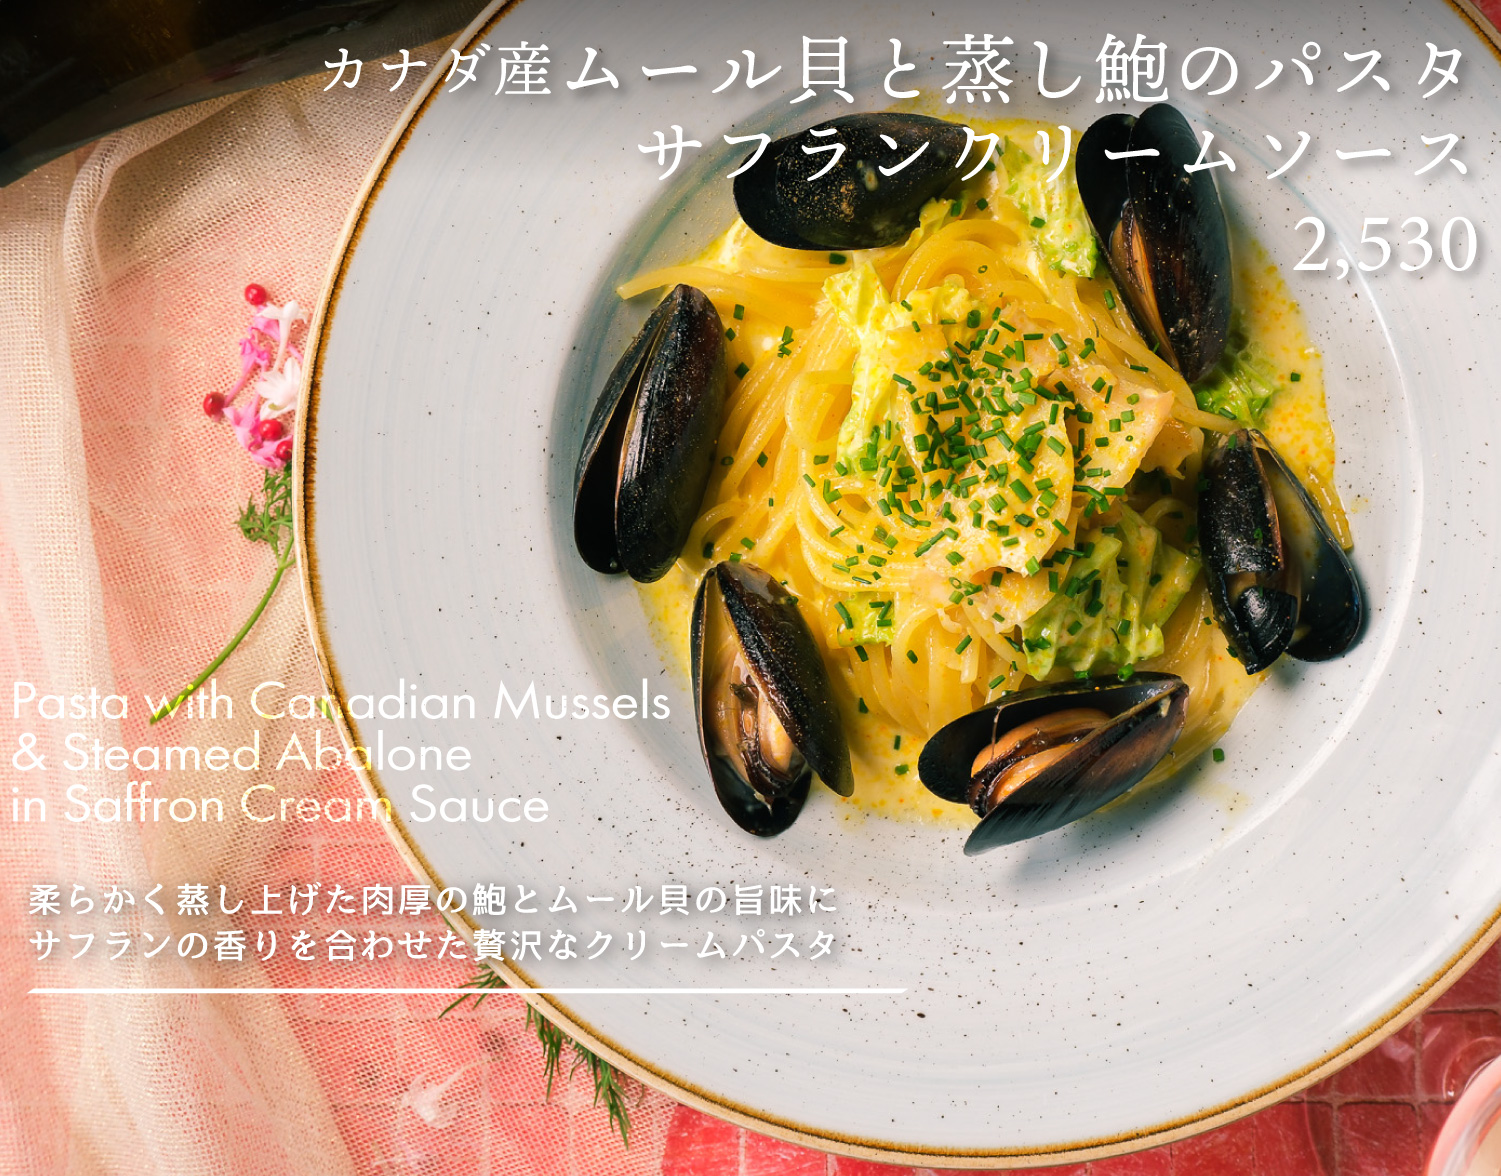 カナダ産ムール貝と蒸し鮑のパスタ
サフランクリームソース
2,530
Pasta with Canadian Mussels
& Steamed Abalone
in Saffron Cream Sauce
柔らかく蒸し上げた肉厚の鮑とムール貝の旨味に
サフランの香りを合わせた贅沢なクリームパスタ